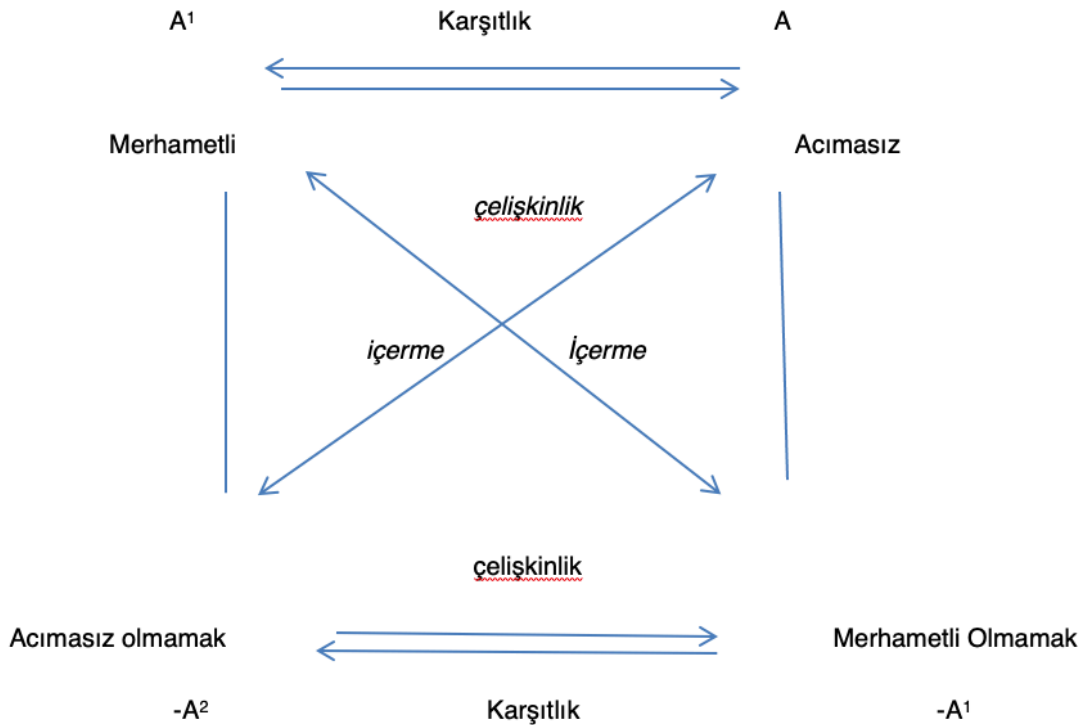 A¹ Karşıtlık A
Merhametli Acımasız
çelişkinlik
içerme İçerme
çelişkinlik
Acımasız olmamak Merhametli Olmamak
-A² Karşıtlık -A¹